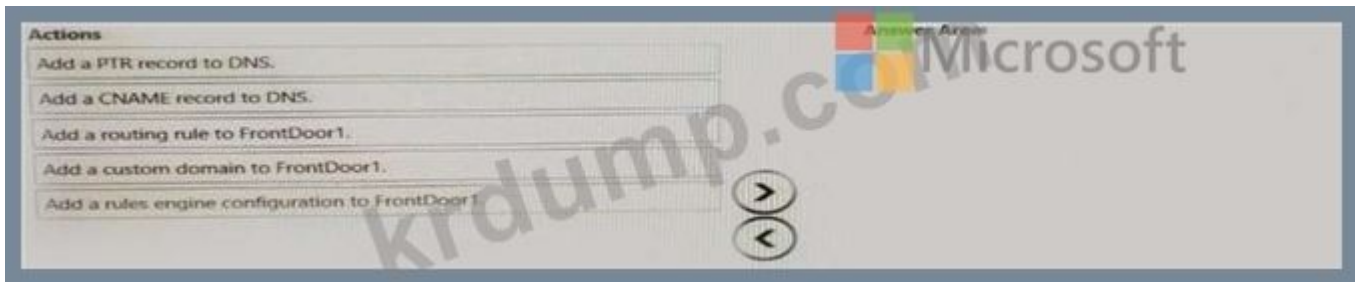 Actions
Answer Area
Microsoft
Add a PTR record to DNS.
Add a CNAME record to DNS.
Add a routing rule to FrontDoor1.
Add a custom domain to FrontDoor1.
Add a rules engine configuration to FrontDoor1.
krdump.com